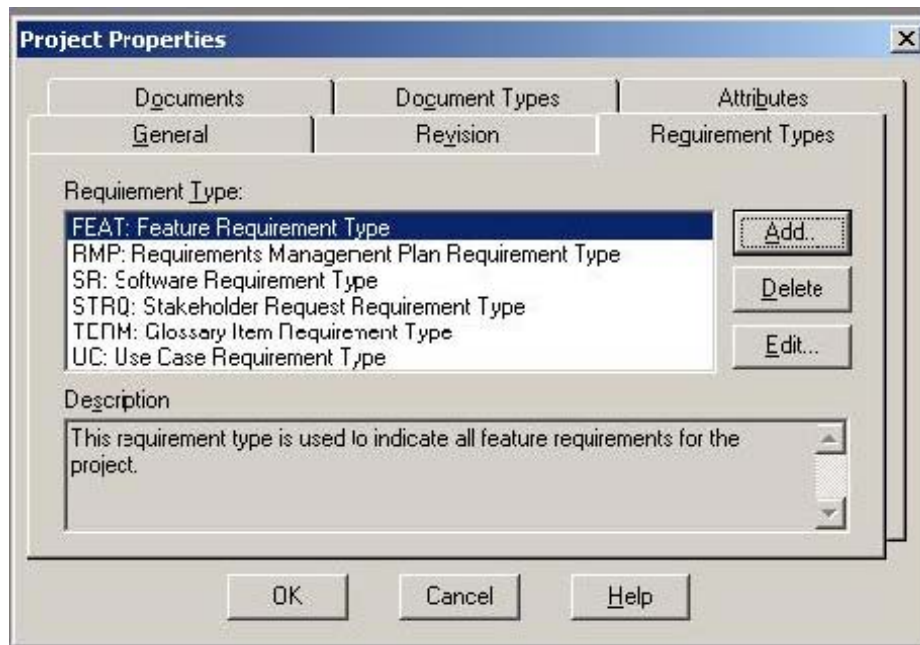 Project Properties
Documents
Document Types
Attributes
General
Revision
Requirement Types
Requirement Type:
FEAT: Feature Requirement Type
RMP: Requirements Management Plan Requirement Type
SR: Software Requirement Type
STRQ: Stakeholder Request Requirement Type
TERM: Glossary Item Requirement Type
UC: Use Case Requirement Type
Add..
Delete
Edit...
Description
This requirement type is used to indicate all feature requirements for the
project.
OK
Cancel
Help